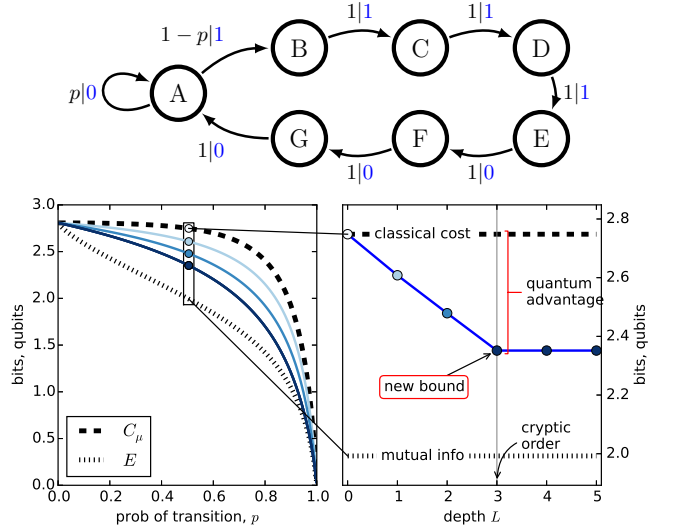 1|1
1|1
1 − p|1
B
C
D
p|0
A
1|1
G
F
E
1|0
1|0
1|0
3.0
2.5
2.0
1.5
1.0
0.5
0.0
bits, qubits
0.0
0.2
0.4
0.6
0.8
1.0
prob of transition, p
C_μ
E
classical cost
quantum
advantage
new bound
cryptic
order
mutual info
0
1
2
3
4
5
depth L
2.8
2.6
2.4
2.2
2.0
bits, qubits